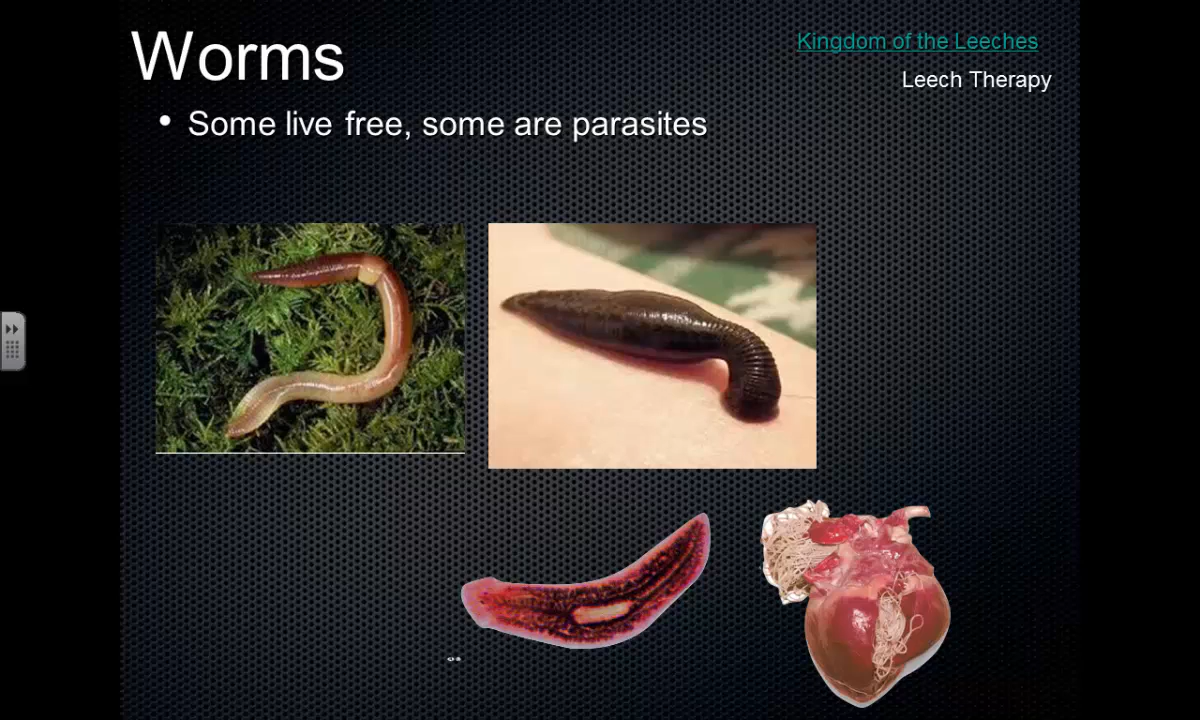 Worms
Kingdom of the Leeches
Leech Therapy
• Some live free, some are parasites